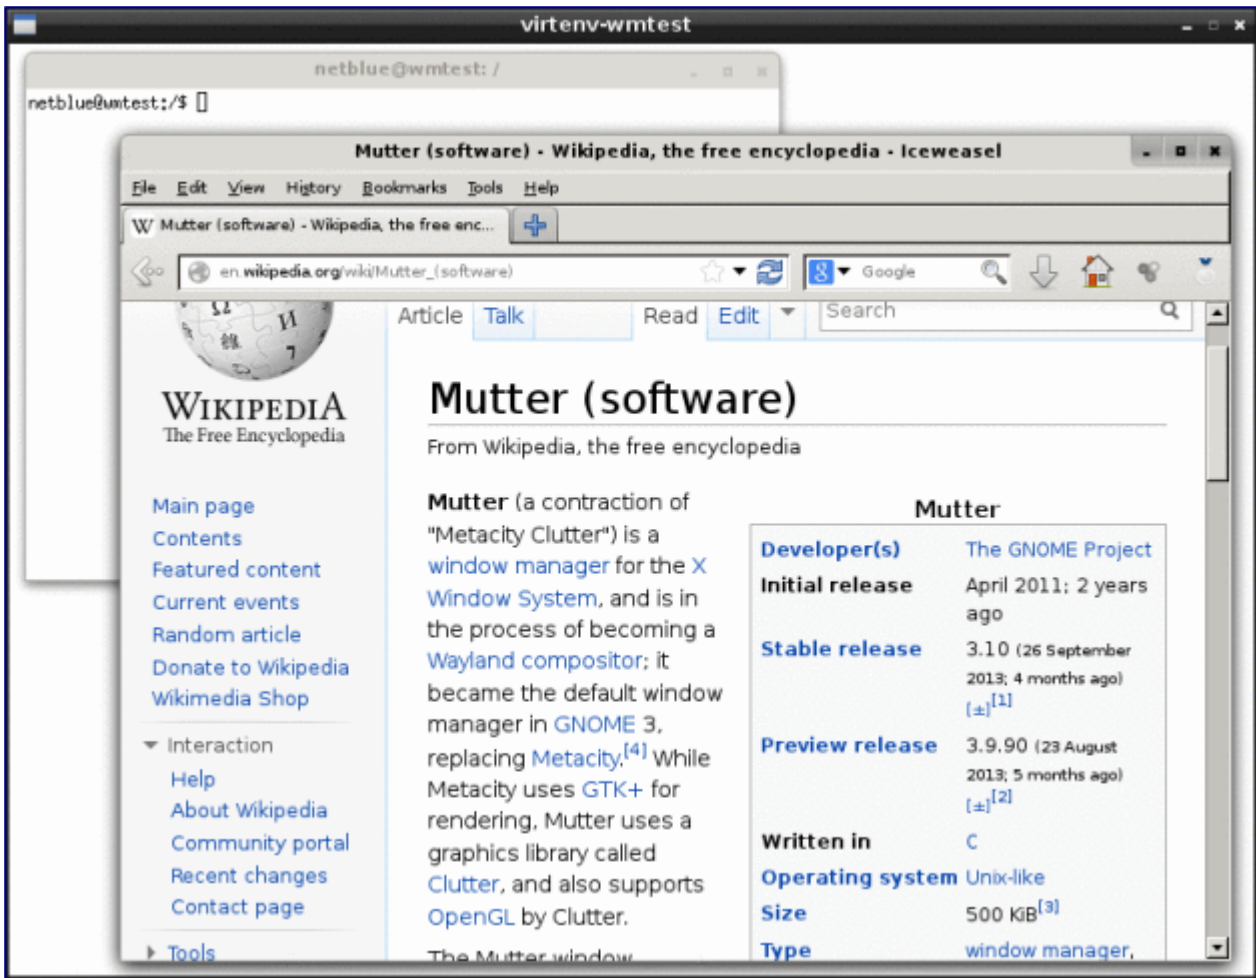 virtenv-wmtest
netblue@wmtest: /
netblue@wmtest:/$
Mutter (software) - Wikipedia, the free encyclopedia - Iceweasel
File Edit View History Bookmarks Tools Help
W Mutter (software) - Wikipedia, the free enc...
en.wikipedia.org/wiki/Mutter_(software)
8 Google
Article Talk Read Edit Search
Ω И
7
WIKIPEDIA
The Free Encyclopedia
Main page
Contents
Featured content
Current events
Random article
Donate to Wikipedia
Wikimedia Shop
Interaction
Help
About Wikipedia
Community portal
Recent changes
Contact page
Tools
Mutter (software)
From Wikipedia, the free encyclopedia
Mutter (a contraction of
"Metacity Clutter") is a
window manager for the X
Window System, and is in
the process of becoming a
Wayland compositor; it
became the default window
manager in GNOME 3,
replacing Metacity.[4] While
Metacity uses GTK+ for
rendering, Mutter uses a
graphics library called
Clutter, and also supports
OpenGL by Clutter.
The Mutter window
Mutter
Developer(s) The GNOME Project
Initial release April 2011; 2 years
ago
Stable release 3.10 (26 September
2013; 4 months ago)
[±][1]
Preview release 3.9.90 (23 August
2013; 5 months ago)
[±][2]
Written in C
Operating system Unix-like
Size 500 KiB[3]
Type window manager,